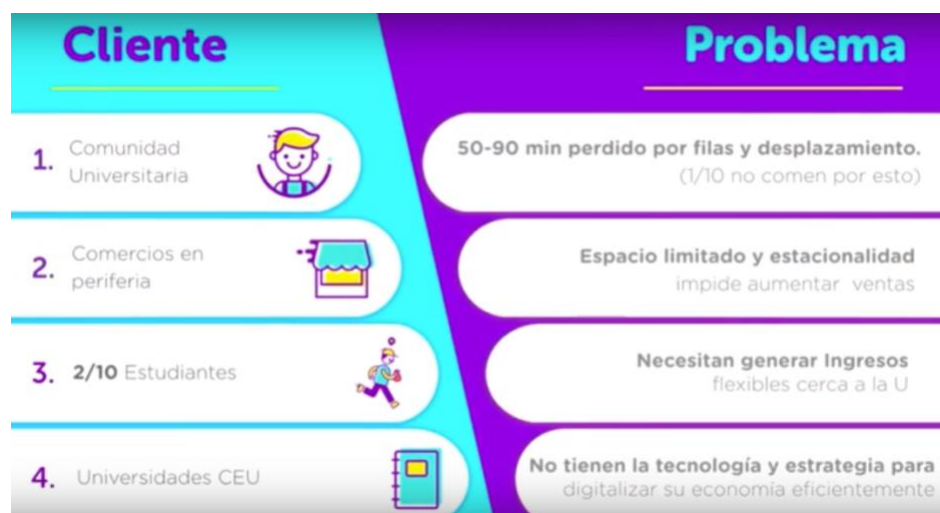 Cliente
Problema
1. Comunidad
Universitaria
50-90 min perdido por filas y desplazamiento.
(1/10 no comen por esto)
2. Comercios en
periferia
Espacio limitado y estacionalidad
impide aumentar ventas
3. 2/10 Estudiantes
Necesitan generar Ingresos
flexibles cerca a la U
4. Universidades CEU
No tienen la tecnología y estrategia para
digitalizar su economía eficientemente